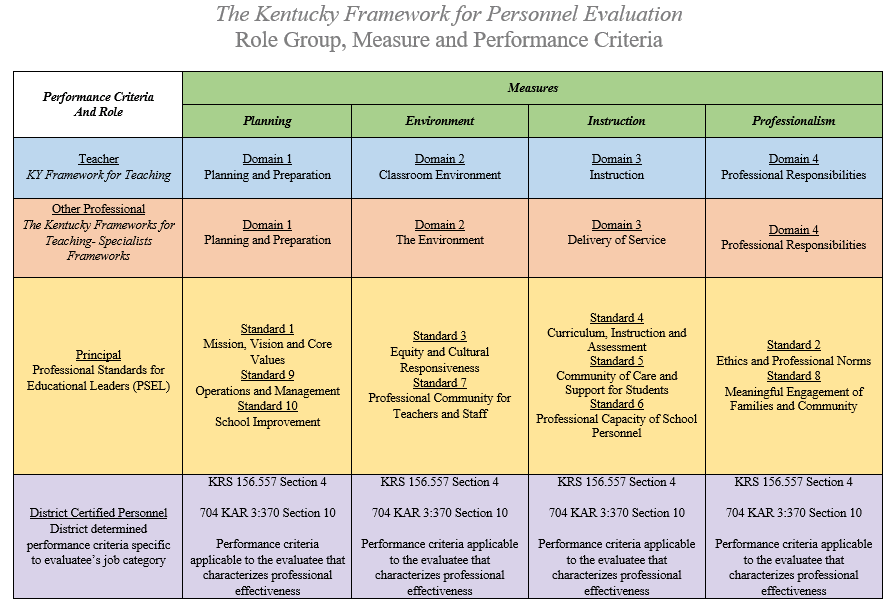 The Kentucky Framework for Personnel Evaluation
Role Group, Measure and Performance Criteria
Performance Criteria
And Role
Measures
Planning
Environment
Instruction
Professionalism
Teacher
KY Framework for Teaching
Domain 1
Planning and Preparation
Domain 2
Classroom Environment
Domain 3
Instruction
Domain 4
Professional Responsibilities
Other Professional
The Kentucky Frameworks for
Teaching- Specialists
Frameworks
Domain 1
Planning and Preparation
Domain 2
The Environment
Domain 3
Delivery of Service
Domain 4
Professional Responsibilities
Principal
Professional Standards for
Educational Leaders (PSEL)
Standard 1
Mission, Vision and Core
Values
Standard 9
Operations and Management
Standard 10
School Improvement
Standard 3
Equity and Cultural
Responsiveness
Standard 7
Professional Community for
Teachers and Staff
Standard 4
Curriculum, Instruction and
Assessment
Standard 5
Community of Care and
Support for Students
Standard 6
Professional Capacity of School
Personnel
Standard 2
Ethics and Professional Norms
Standard 8
Meaningful Engagement of
Families and Community
District Certified Personnel
District determined
performance criteria specific
to evaluatee's job category
KRS 156.557 Section 4
704 KAR 3:370 Section 10
Performance criteria
applicable to the evaluatee that
characterizes professional
effectiveness
KRS 156.557 Section 4
704 KAR 3:370 Section 10
Performance criteria applicable
to the evaluatee that
characterizes professional
effectiveness
KRS 156.557 Section 4
704 KAR 3:370 Section 10
Performance criteria applicable
to the evaluatee that
characterizes professional
effectiveness
KRS 156.557 Section 4
704 KAR 3:370 Section 10
Performance criteria applicable
to the evaluatee that
characterizes professional
effectiveness